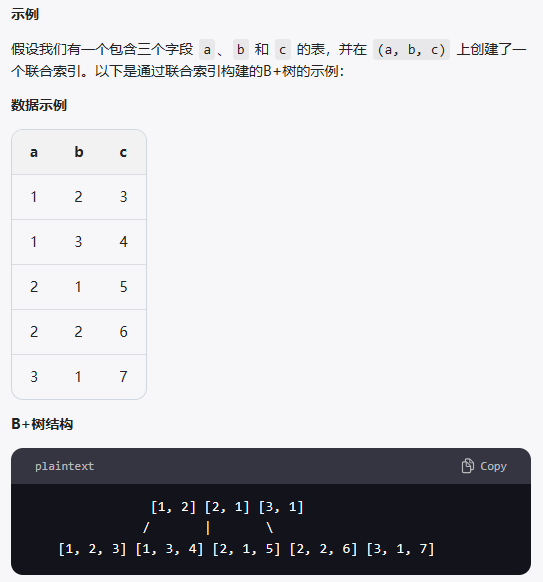 示例
假设我们有一个包含三个字段 a、b 和 c 的表，并在 (a, b, c) 上创建了一
个联合索引。以下是通过联合索引构建的B+树的示例：
数据示例
a b c
1 2 3
1 3 4
2 1 5
2 2 6
3 1 7
B+树结构
plaintext Copy
[1, 2] [2, 1] [3, 1]
/ | \
[1, 2, 3] [1, 3, 4] [2, 1, 5] [2, 2, 6] [3, 1, 7]